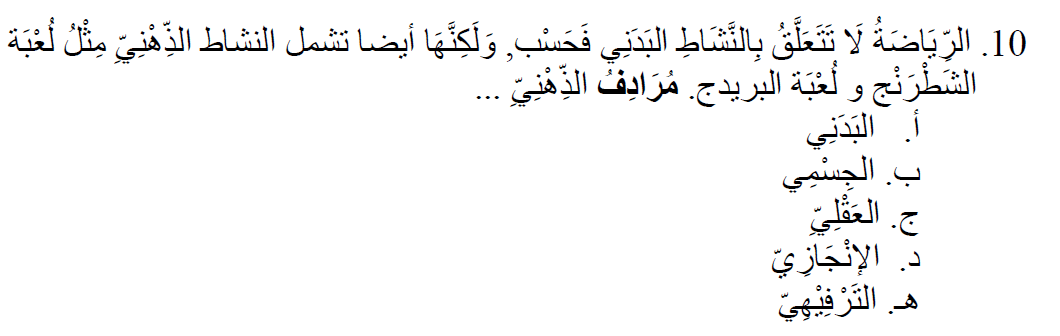 10. الرِّيَاضَةُ لَا تَتَعَلَّقُ بِالنَّشَاطِ البَدَنِي فَحَسْب, وَلَكِنَّهَا أيضا تشمل النشاط الذِّهْنِيِّ مِثْلُ لُعْبَة
الشَطْرَنْج و لُعْبَة البريدج. مُرَادِفُ الذِّهْنِيِّ ...
أ. البَدَنِي
ب. الجِسْمِي
ج. العَقْلِيِّ
د. الإنْجَازِيّ
هـ. التَرْفِيْهِيّ